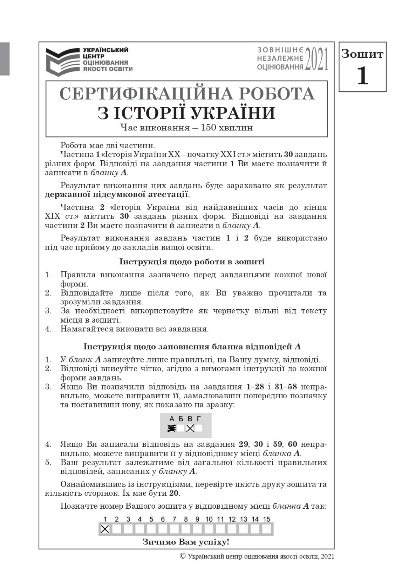 УКРАЇНСЬКИЙ
ЦЕНТР
ОЦІНЮВАННЯ
ЯКОСТІ ОСВІТИ
ЗОВНІШНЄ
НЕЗАЛЕЖНЕ
ОЦІНЮВАННЯ
2021
Зошит
1
СЕРТИФІКАЦІЙНА РОБОТА
З ІСТОРІЇ УКРАЇНИ
Час виконання – 150 хвилин
Робота має дві частини.
Частина 1 «Історія України ХХ – початку ХХІ ст.» містить 30 завдань
різних форм. Відповіді на завдання частини 1 Ви маєте позначити й
записати в бланку А.
Результат виконання цих завдань буде зараховано як результат
державної підсумкової атестації.
Частина 2 «Історія України від найдавніших часів до кінця
ХІХ ст.» містить 30 завдань різних форм. Відповіді на завдання
частини 2 Ви маєте позначити й записати в бланку А.
Результат виконання завдань частин 1 і 2 буде використано
під час прийому до закладів вищої освіти.
Інструкція щодо роботи в зошиті
1. Правила виконання зазначено перед завданнями кожної нової
форми.
2. Відповідайте лише після того, як Ви уважно прочитали та
зрозуміли завдання.
3. За необхідності використовуйте як чернетку вільні від тексту
місця в зошиті.
4. Намагайтеся виконати всі завдання.
Інструкція щодо заповнення бланка відповідей А
1. У бланк А записуйте лише правильні, на Вашу думку, відповіді.
2. Відповіді вписуйте чітко, згідно з вимогами інструкції до кожної
форми завдань.
3. Якщо Ви позначили відповідь на завдання 1–28 і 31–58 непра-
вильно, можете виправити її, замалювавши попередню позначку
та поставивши нову, як показано на зразку:
А Б В Г
4. Якщо Ви записали відповідь на завдання 29, 30 і 59, 60 непра-
вильно, можете виправити її у відповідному місці бланка А.
5. Ваш результат залежатиме від загальної кількості правильних
відповідей, записаних у бланку А.
Ознайомившись із інструкціями, перевірте якість друку зошита та
кількість сторінок. Їх має бути 20.
Позначте номер Вашого зошита у відповідному місці бланка А так:
1 2 3 4 5 6 7 8 9 10 11 12 13 14 15
Зичимо Вам успіху!
© Український центр оцінювання якості освіти, 2021